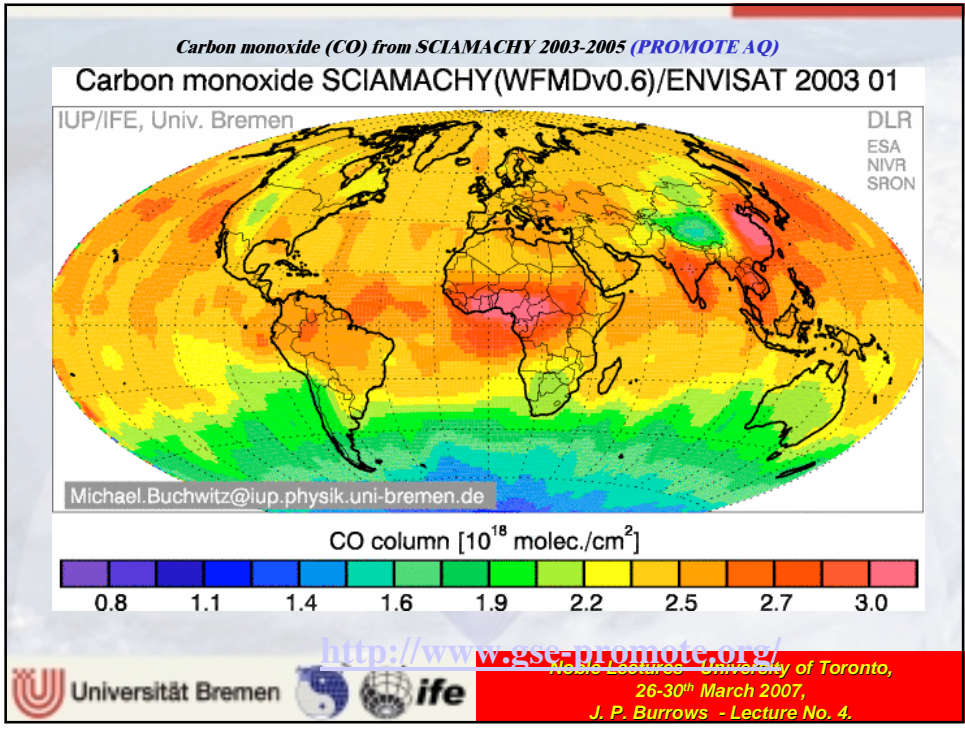 Carbon monoxide (CO) from SCIAMACHY 2003-2005 (PROMOTE AQ)
Carbon monoxide SCIAMACHY(WFMDv0.6)/ENVISAT 2003 01
IUP/IFE, Univ. Bremen
DLR
ESA
NIVR
SRON
Michael.Buchwitz@iup.physik.uni-bremen.de
CO column [10¹⁸ molec./cm²]
0.8 1.1 1.4 1.6 1.9 2.2 2.5 2.7 3.0
http://www.gse-promote.org/
Universität Bremen
ife
Noble Lectures - University of Toronto,
26-30th March 2007,
J. P. Burrows - Lecture No. 4.